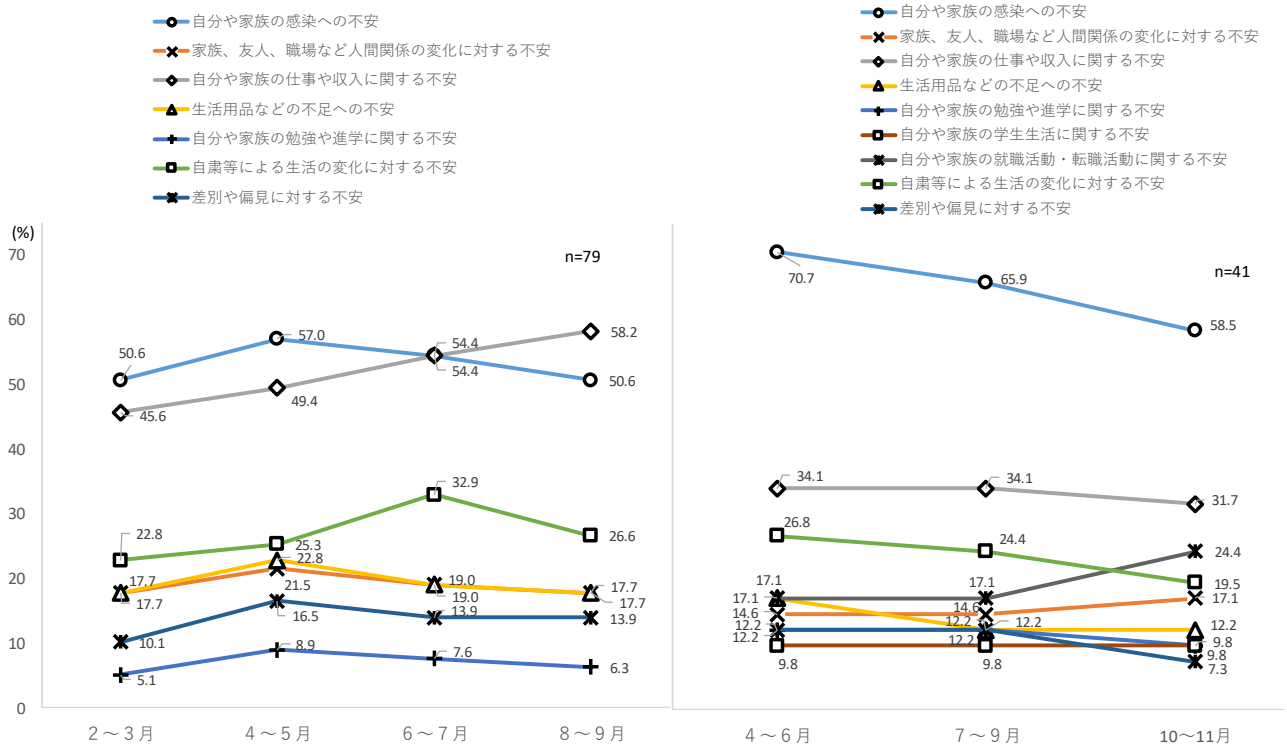 自分や家族の感染への不安
家族、友人、職場など人間関係の変化に対する不安
自分や家族の仕事や収入に関する不安
生活用品などの不足への不安
自分や家族の勉強や進学に関する不安
自粛等による生活の変化に対する不安
差別や偏見に対する不安
(%)
70
60
50
40
30
20
10
0
n=79
50.6
57.0
54.4
58.2
45.6
49.4
54.4
50.6
22.8
25.3
32.9
26.6
17.7
22.8
19.0
17.7
17.7
21.5
19.0
17.7
10.1
16.5
13.9
13.9
5.1
8.9
7.6
6.3
2～3月
4～5月
6～7月
8～9月
自分や家族の感染への不安
家族、友人、職場など人間関係の変化に対する不安
自分や家族の仕事や収入に関する不安
生活用品などの不足への不安
自分や家族の勉強や進学に関する不安
自分や家族の学生生活に関する不安
自分や家族の就職活動・転職活動に関する不安
自粛等による生活の変化に対する不安
差別や偏見に対する不安
n=41
70.7
65.9
58.5
34.1
34.1
31.7
26.8
24.4
24.4
19.5
17.1
17.1
17.1
17.1
14.6
14.6
12.2
12.2
12.2
12.2
12.2
12.2
9.8
9.8
9.8
9.8
7.3
4～6月
7～9月
10～11月